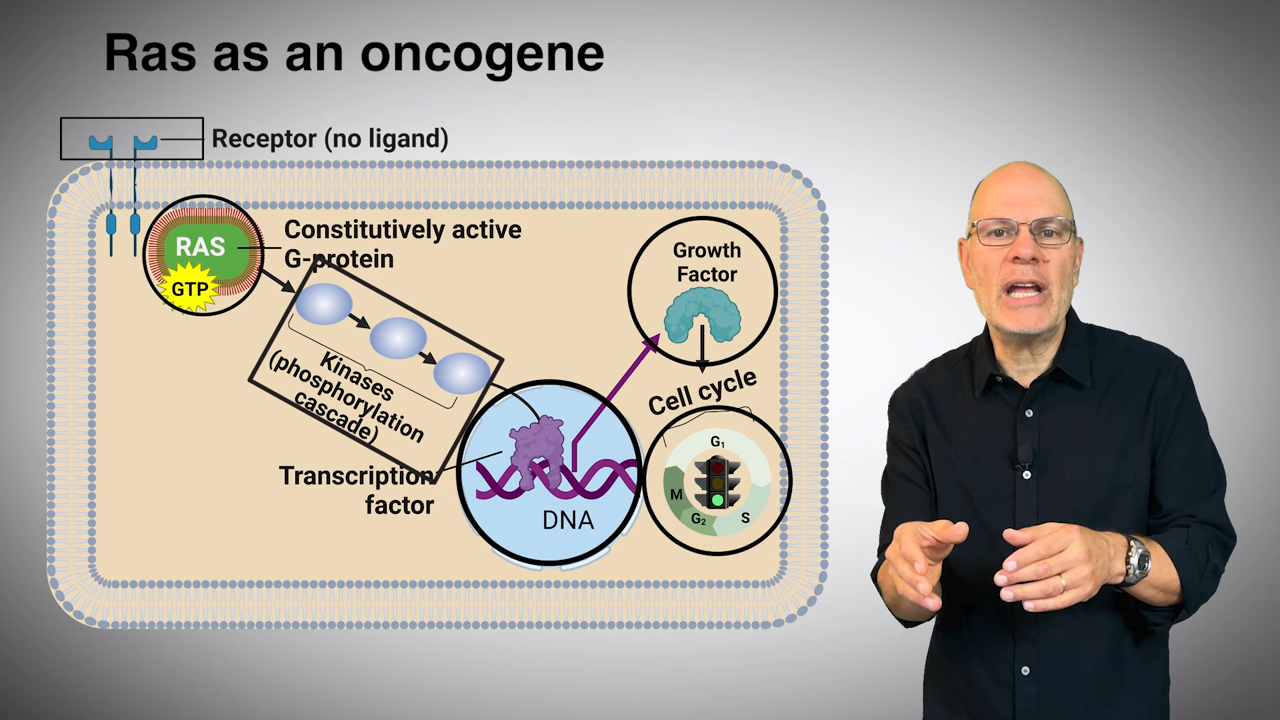 Ras as an oncogene
Receptor (no ligand)
Constitutively active
G-protein
RAS
GTP
Kinases
(phosphorylation
cascade)
Transcription
factor
DNA
Growth
Factor
Cell cycle
G₁
S
G₂
M